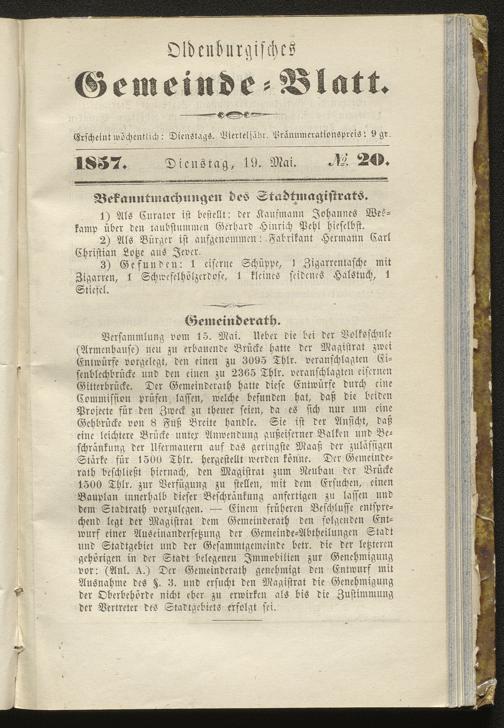 Oldenburgisches
Gemeinde-Blatt.
Erscheint wöchentlich: Dienstags. Vierteljähr. Pränumerationspreis: 9 gr.
1857. Dienstag, 19. Mai. № 20.
Bekanntmachungen des Stadtmagistrats.
1) Als Curator ist bestellt: der Kaufmann Johannes Wes-
kamp über den taubstummen Gerhard Hinrich Pehl hieselbst.
2) Als Bürger ist aufgenommen: Fabrikant Hermann Carl
Christian Lotze aus Jever.
3) Gefunden: 1 eiserne Schüppe, 1 Zigarrentasche mit
Zigarren, 1 Schwefelhölzerdose, 1 kleines seidenes Halstuch, 1
Stiefel.
Gemeinderath.
Versammlung vom 15. Mai. Ueber die bei der Volksschule
(Armenhause) neu zu erbauende Brücke hatte der Magistrat zwei
Entwürfe vorgelegt, den einen zu 3095 Thlr. veranschlagten Ei-
senblechbrücke und den einen zu 2365 Thlr. veranschlagten eisernen
Gitterbrücke. Der Gemeinderath hatte diese Entwürfe durch eine
Commission prüfen lassen, welche befunden hat, daß die beiden
Projecte für den Zweck zu theuer seien, da es sich nur um eine
Gehbrücke von 8 Fuß Breite handle. Sie ist der Ansicht, daß
eine leichtere Brücke unter Anwendung gußeiserner Balken und Be-
schränkung der Ufermauern auf das geringste Maaß der zulässigen
Stärke für 1500 Thlr. hergestellt werden könne. Der Gemeinde-
rath beschließt hiernach, den Magistrat zum Neubau der Brücke
1500 Thlr. zur Verfügung zu stellen, mit dem Ersuchen, einen
Bauplan innerhalb dieser Beschränkung anfertigen zu lassen und
dem Stadtrath vorzulegen. — Einem früheren Beschlusse entspre-
chend legt der Magistrat dem Gemeinderath den folgenden Ent-
wurf einer Auseinandersetzung der Gemeinde-Abtheilungen Stadt
und Stadtgebiet und der Gesammtgemeinde betr. die der letzteren
gehörigen in der Stadt belegenen Immobilien zur Genehmigung
vor: (Anl. A.) Der Gemeinderath genehmigt den Entwurf mit
Ausnahme des §. 3. und ersucht den Magistrat die Genehmigung
der Oberbehörde nicht eher zu erwirken als bis die Zustimmung
der Vertreter des Stadtgebiets erfolgt sei.